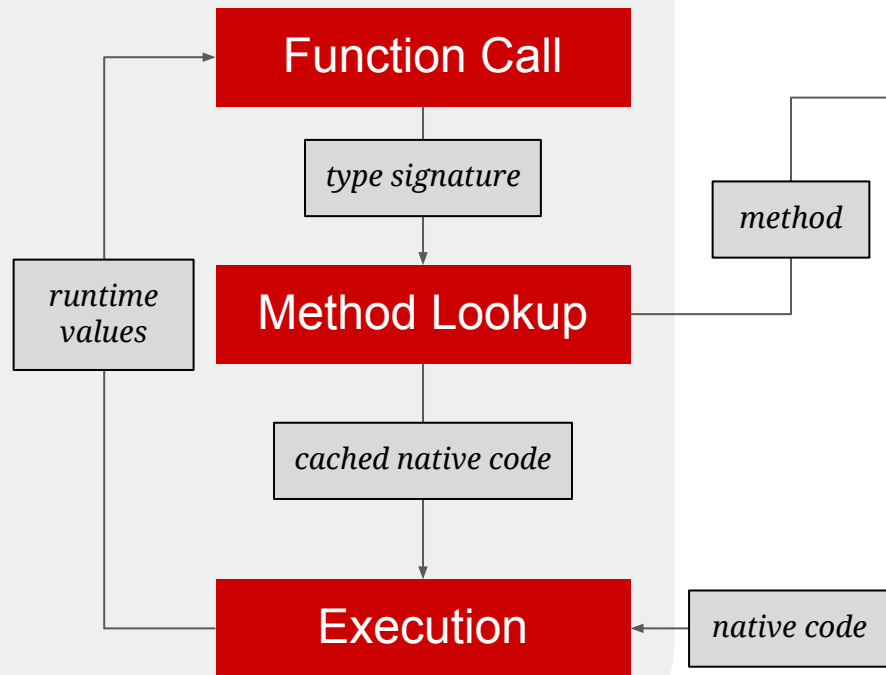 Function Call
type signature
method
runtime
values
Method Lookup
cached native code
Execution
native code